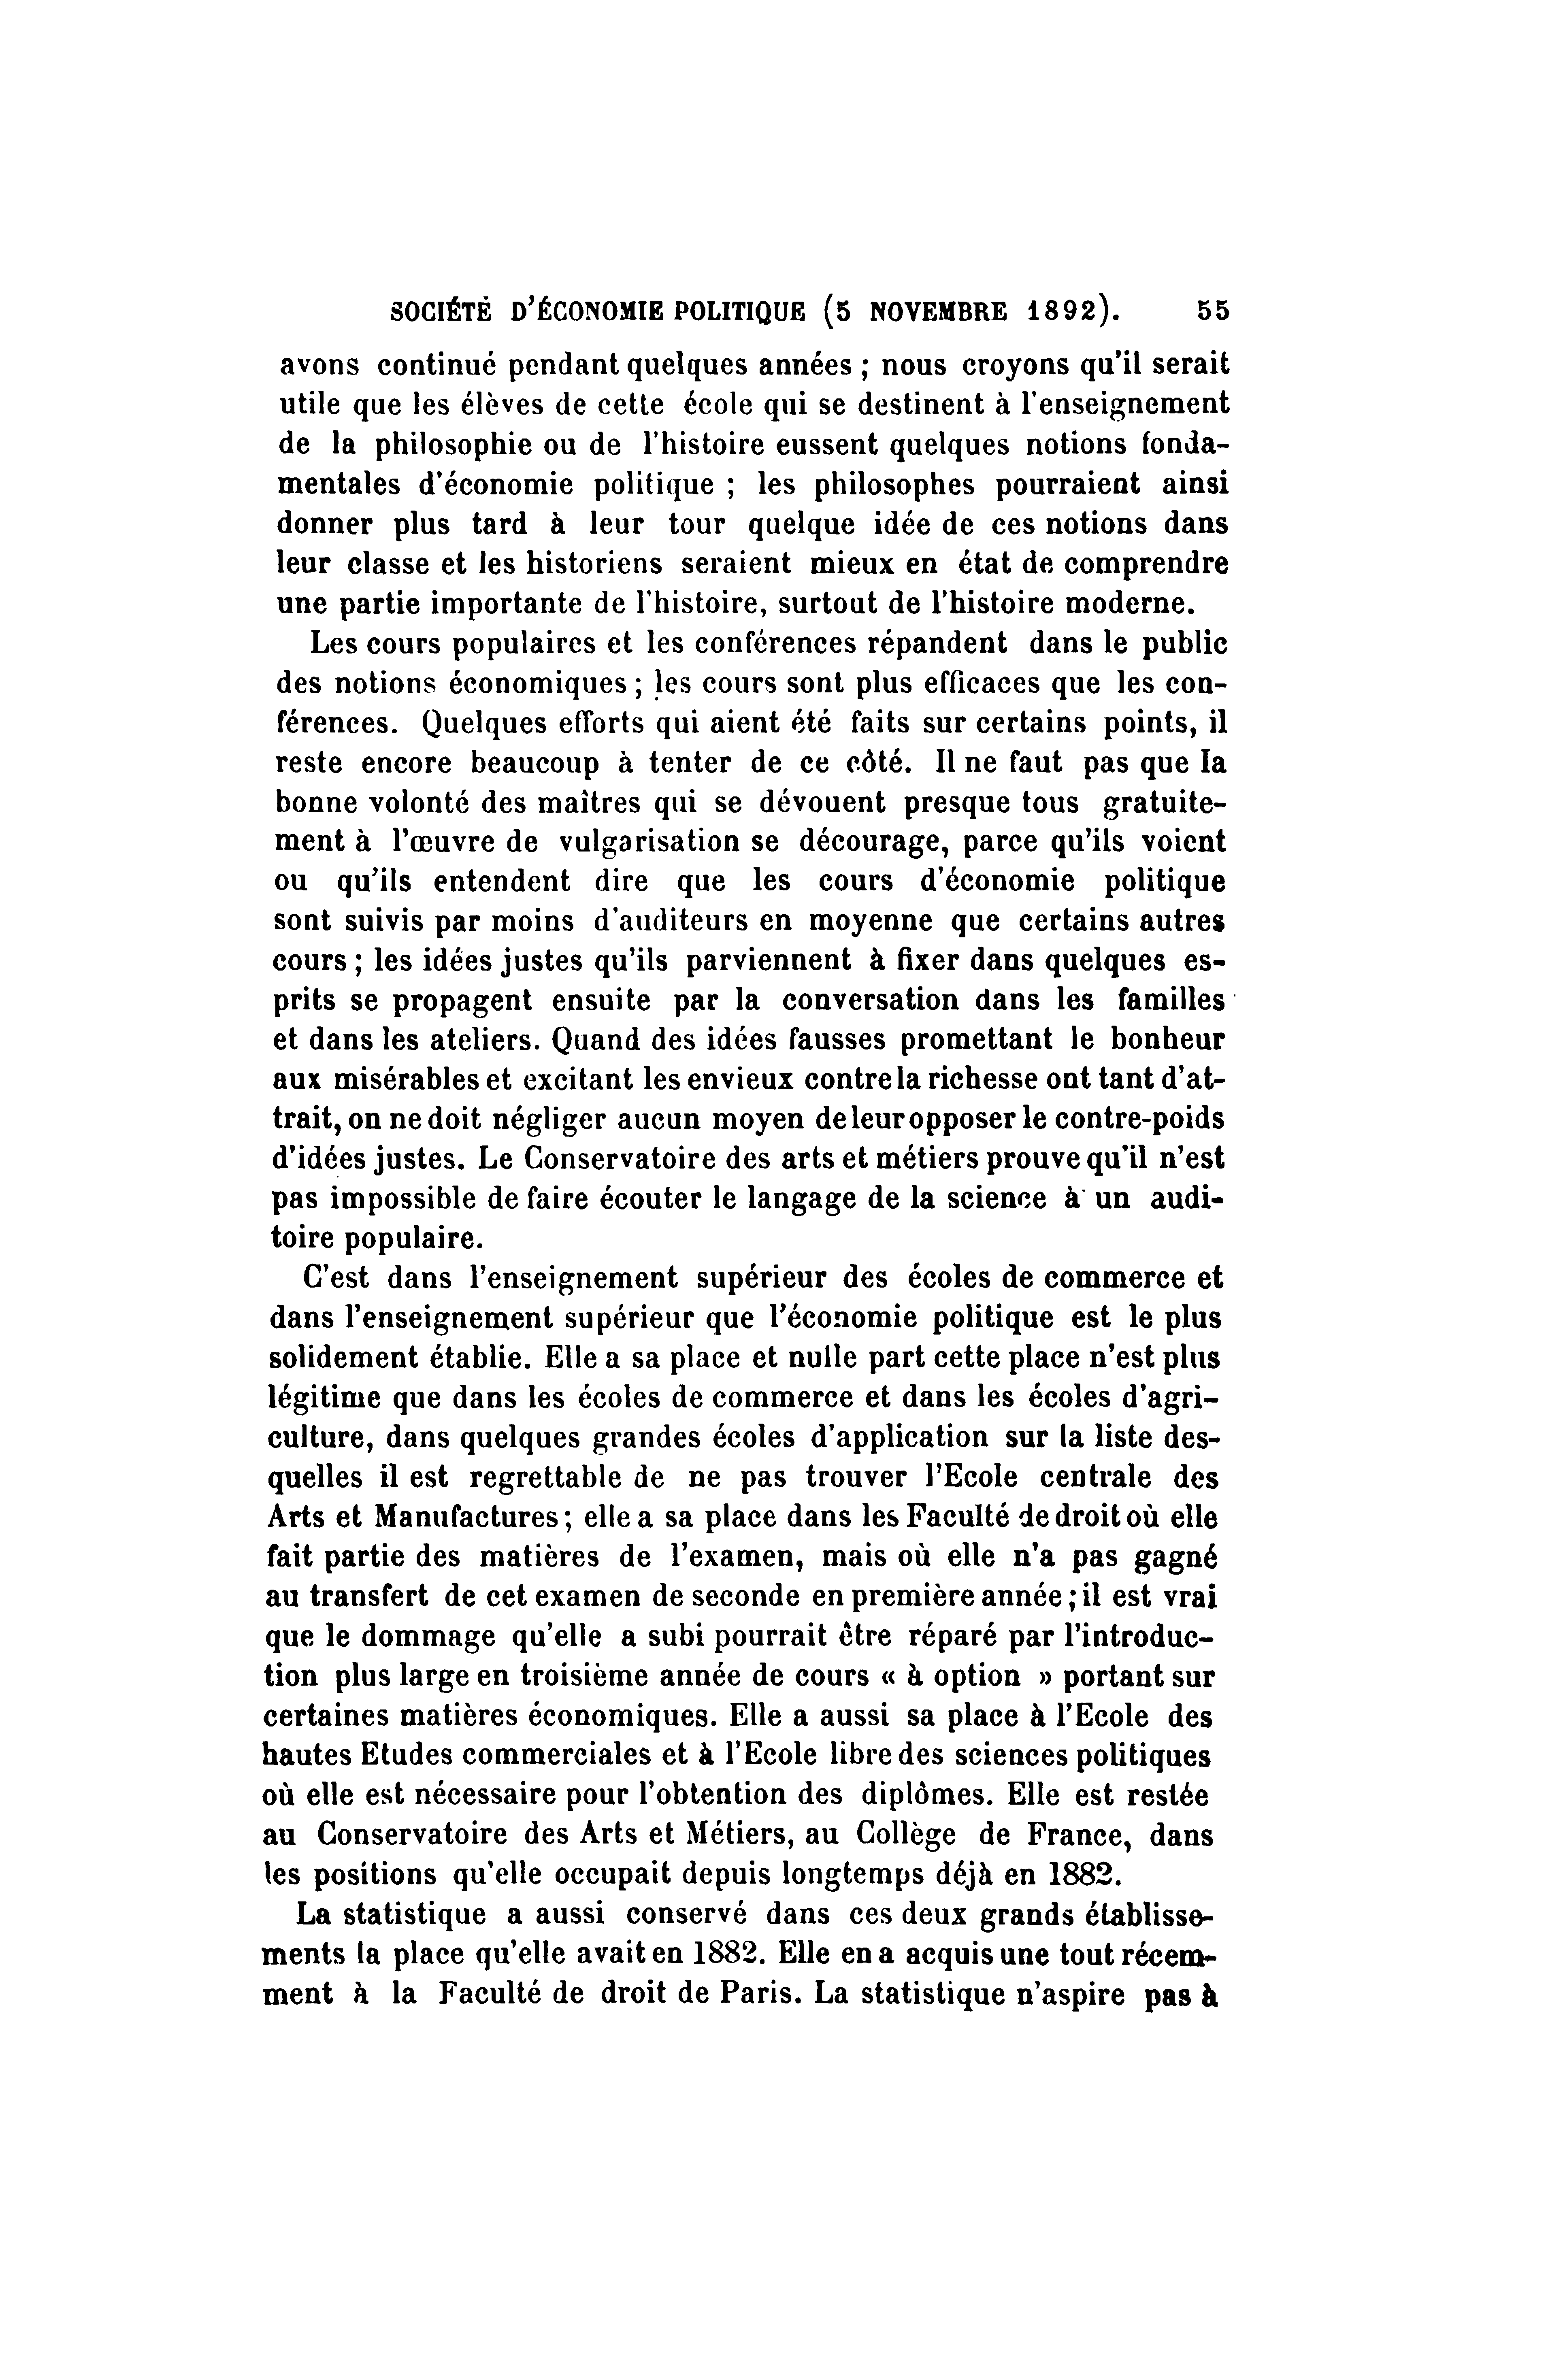 SOCIÉTÉ D'ÉCONOMIE POLITIQUE (5 NOVEMBRE 1892). 55
avons continué pendant quelques années ; nous croyons qu'il serait
utile que les élèves de cette école qui se destinent à l'enseignement
de la philosophie ou de l'histoire eussent quelques notions fonda-
mentales d'économie politique ; les philosophes pourraient ainsi
donner plus tard à leur tour quelque idée de ces notions dans
leur classe et les historiens seraient mieux en état de comprendre
une partie importante de l'histoire, surtout de l'histoire moderne.
Les cours populaires et les conférences répandent dans le public
des notions économiques ; les cours sont plus efficaces que les con-
férences. Quelques efforts qui aient été faits sur certains points, il
reste encore beaucoup à tenter de ce côté. Il ne faut pas que la
bonne volonté des maîtres qui se dévouent presque tous gratuite-
ment à l'œuvre de vulgarisation se décourage, parce qu'ils voient
ou qu'ils entendent dire que les cours d'économie politique
sont suivis par moins d'auditeurs en moyenne que certains autres
cours ; les idées justes qu'ils parviennent à fixer dans quelques es-
prits se propagent ensuite par la conversation dans les familles
et dans les ateliers. Quand des idées fausses promettant le bonheur
aux misérables et excitant les envieux contre la richesse ont tant d'at-
trait, on ne doit négliger aucun moyen de leur opposer le contre-poids
d'idées justes. Le Conservatoire des arts et métiers prouve qu'il n'est
pas impossible de faire écouter le langage de la science à un audi-
toire populaire.
C'est dans l'enseignement supérieur des écoles de commerce et
dans l'enseignement supérieur que l'économie politique est le plus
solidement établie. Elle a sa place et nulle part cette place n'est plus
légitime que dans les écoles de commerce et dans les écoles d'agri-
culture, dans quelques grandes écoles d'application sur la liste des-
quelles il est regrettable de ne pas trouver l'Ecole centrale des
Arts et Manufactures ; elle a sa place dans les Faculté de droit où elle
fait partie des matières de l'examen, mais où elle n'a pas gagné
au transfert de cet examen de seconde en première année ; il est vrai
que le dommage qu'elle a subi pourrait être réparé par l'introduc-
tion plus large en troisième année de cours « à option » portant sur
certaines matières économiques. Elle a aussi sa place à l'Ecole des
hautes Etudes commerciales et à l'Ecole libre des sciences politiques
où elle est nécessaire pour l'obtention des diplômes. Elle est restée
au Conservatoire des Arts et Métiers, au Collège de France, dans
les positions qu'elle occupait depuis longtemps déjà en 1882.
La statistique a aussi conservé dans ces deux grands établisse-
ments la place qu'elle avait en 1882. Elle en a acquis une tout récem-
ment à la Faculté de droit de Paris. La statistique n'aspire pas à